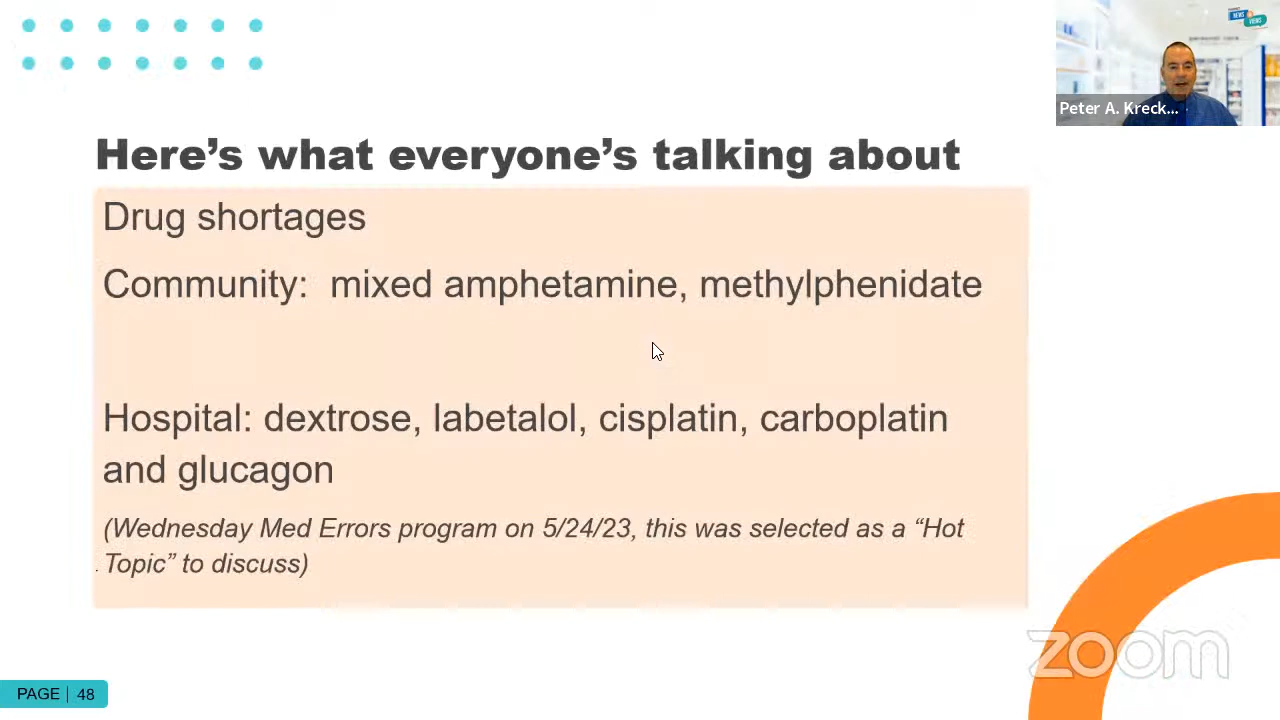 NEWS
VIEWS
Peter A. Kreck...
Here's what everyone's talking about
Drug shortages
Community: mixed amphetamine, methylphenidate
Hospital: dextrose, labetalol, cisplatin, carboplatin
and glucagon
(Wednesday Med Errors program on 5/24/23, this was selected as a “Hot
. Topic” to discuss)
zoom
PAGE | 48